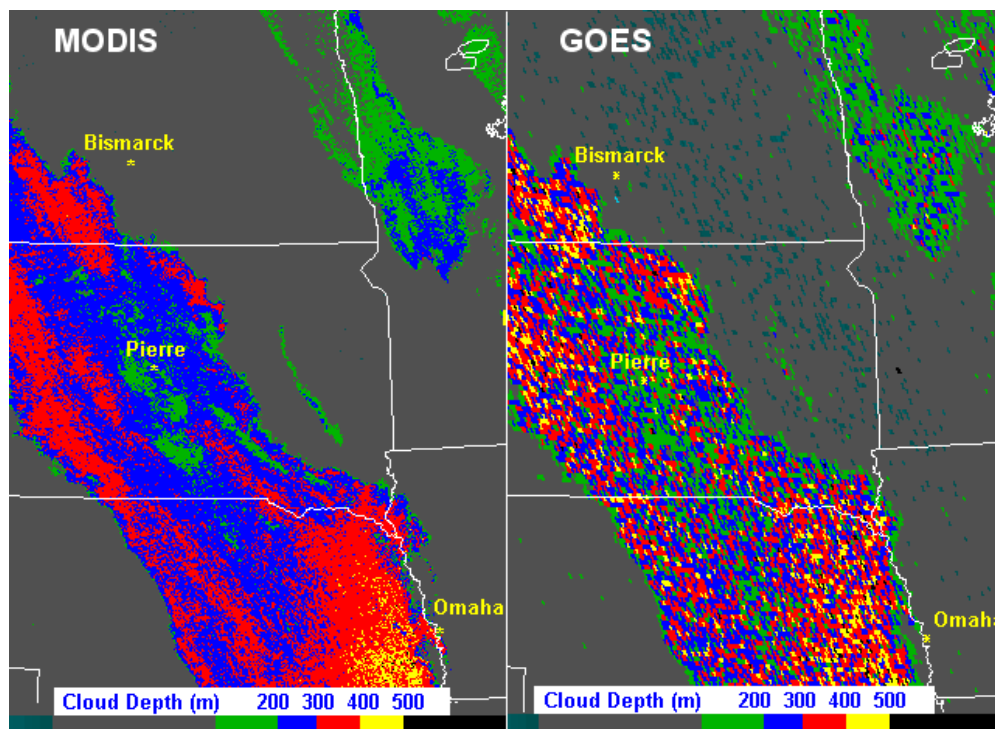 MODIS
Bismarck
*
Pierre
*
Omaha
*
Cloud Depth (m) 200 300 400 500
GOES
Bismarck
*
Pierre
*
Omaha
*
Cloud Depth (m) 200 300 400 500